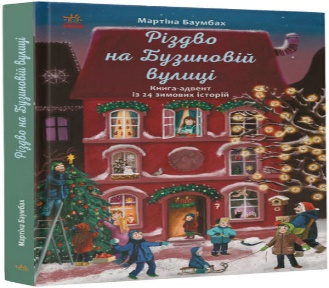 Мартіна Баумбах
Різдво
на Бузиновій
вулиці
Книга-адвент
із 24 зимових історій
Мартіна Баумбах
Різдво на Бузиновій вулиці